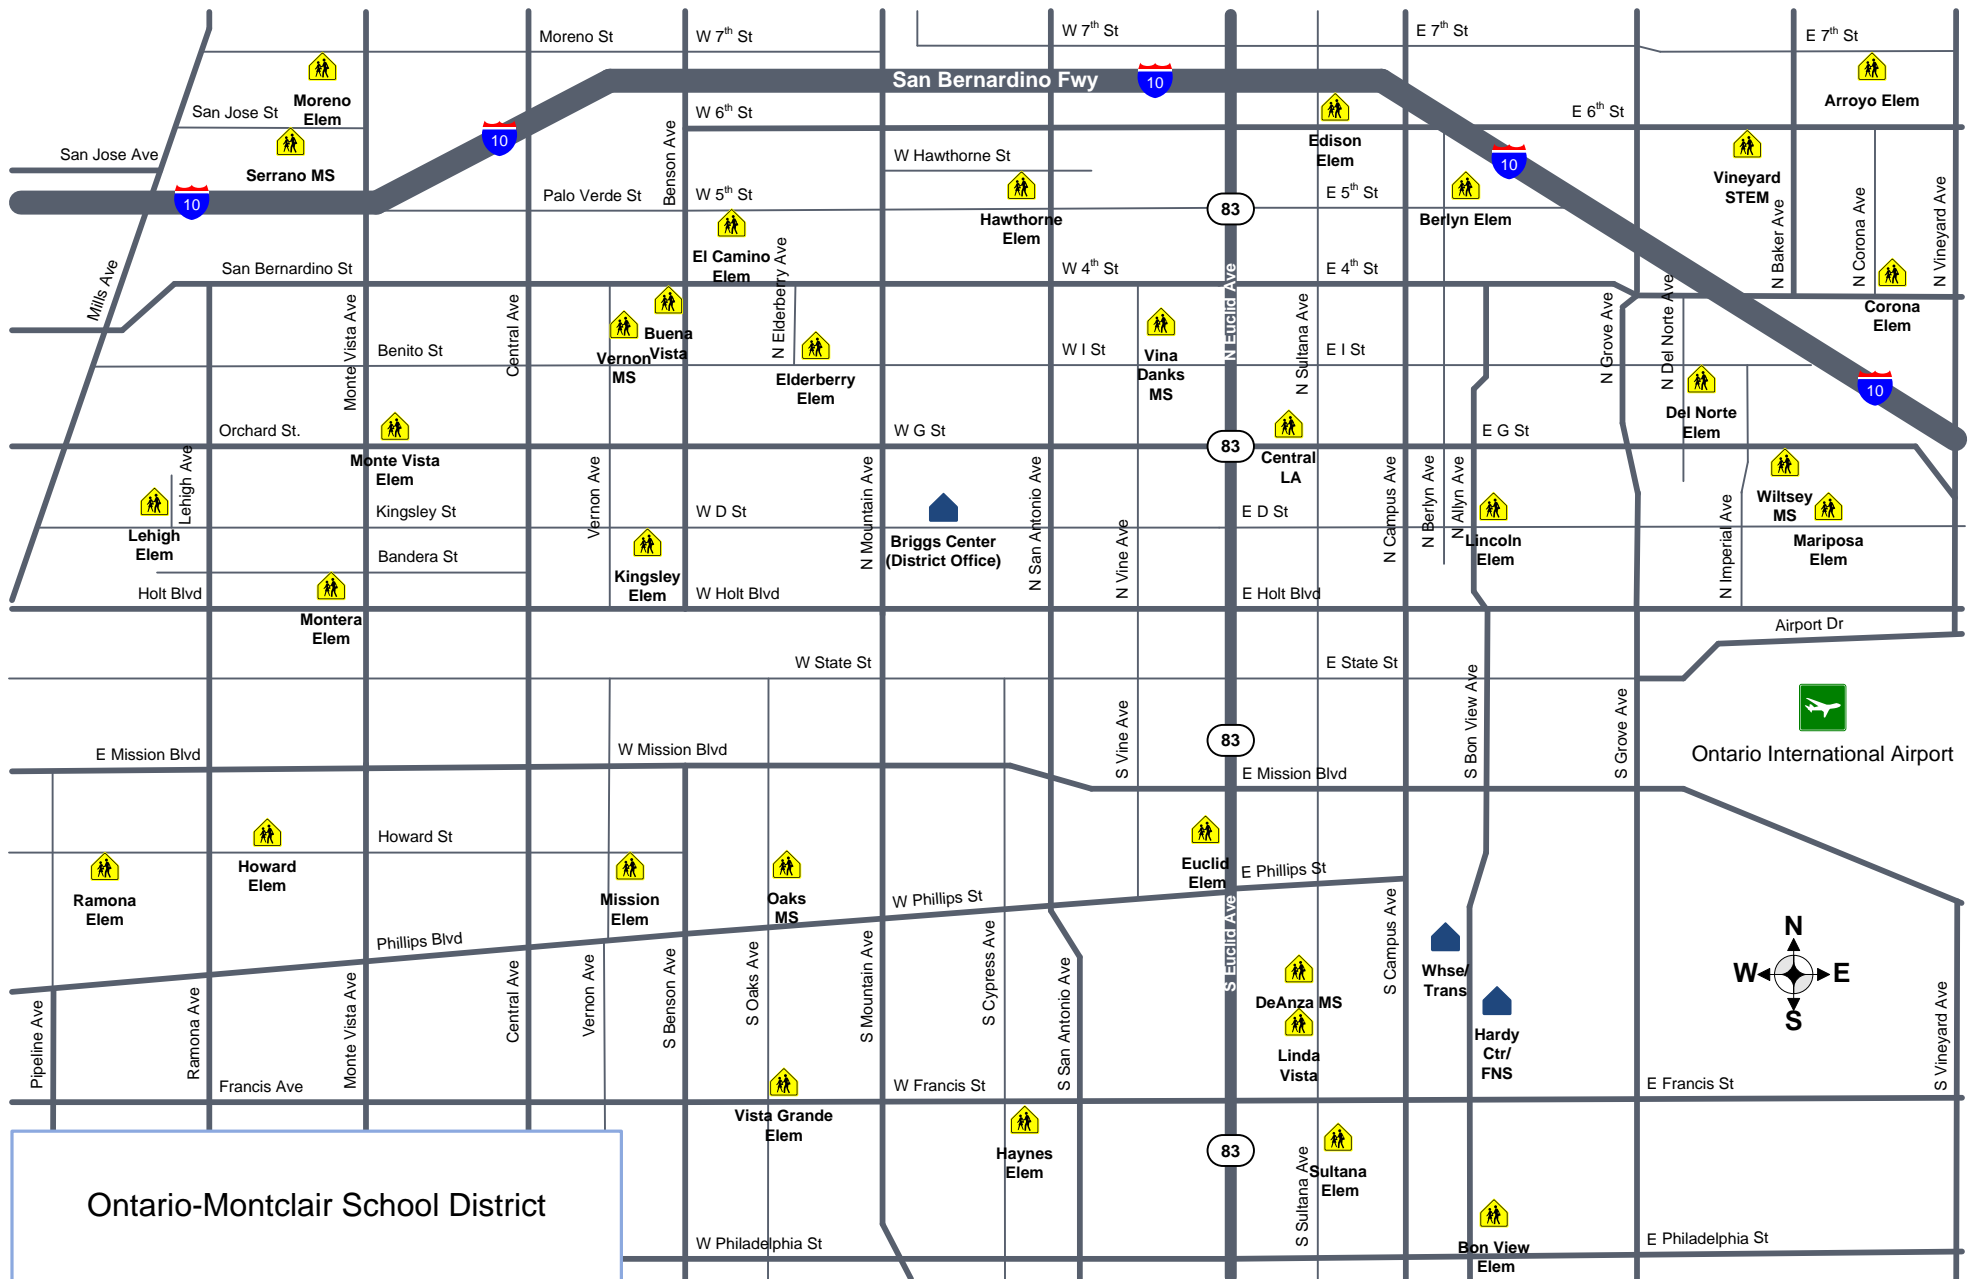 Moreno St
W 7th St
W 7th St
E 7th St
E 7th St
San Bernardino Fwy
10
Moreno
Elem
Arroyo Elem
San Jose St
W 6th St
E 6th St
Edison
Elem
10
San Jose Ave
Serrano MS
W Hawthorne St
10
Vineyard
STEM
Benson Ave
10
Palo Verde St
W 5th St
Hawthorne
Elem
83
E 5th St
Berlyn Elem
N Baker Ave
N Corona Ave
N Vineyard Ave
El Camino
Elem
Mills Ave
San Bernardino St
W 4th St
E 4th St
N Elderberry Ave
N Euclid Ave
N Sultana Ave
Corona
Elem
Monte Vista Ave
Central Ave
Vernon
MS
Buena
Vista
Vina
Danks
MS
N Grove Ave
N Del Norte Ave
Benito St
W I St
E I St
Elderberry
Elem
10
Del Norte
Elem
Orchard St.
W G St
83
E G St
Monte Vista
Elem
Central
LA
Lehigh Ave
Vernon Ave
N Mountain Ave
N San Antonio Ave
N Vine Ave
N Campus Ave
N Berlyn Ave
N Allyn Ave
N Imperial Ave
Wiltsey
MS
Lehigh
Elem
Kingsley St
W D St
Briggs Center
(District Office)
E D St
Lincoln
Elem
Mariposa
Elem
Bandera St
Kingsley
Elem
Holt Blvd
W Holt Blvd
E Holt Blvd
Montera
Elem
Airport Dr
W State St
E State St
S Vine Ave
S Bon View Ave
S Grove Ave
Ontario International Airport
E Mission Blvd
W Mission Blvd
83
E Mission Blvd
Howard St
Howard
Elem
Ramona
Elem
Mission
Elem
Oaks
MS
Euclid
Elem
E Phillips St
W Phillips St
Phillips Blvd
S Euclid Ave
S Campus Ave
Whse/
Trans
N
W
E
S
DeAnza MS
Linda
Vista
Hardy
Ctr/
FNS
Pipeline Ave
Ramona Ave
Monte Vista Ave
Central Ave
Vernon Ave
S Benson Ave
S Oaks Ave
S Mountain Ave
S Cypress Ave
S San Antonio Ave
S Vineyard Ave
Francis Ave
W Francis St
E Francis St
Vista Grande
Elem
Haynes
Elem
83
S Sultana Ave
Sultana
Elem
Ontario-Montclair School District
W Philadelphia St
E Philadelphia St
Bon View
Elem